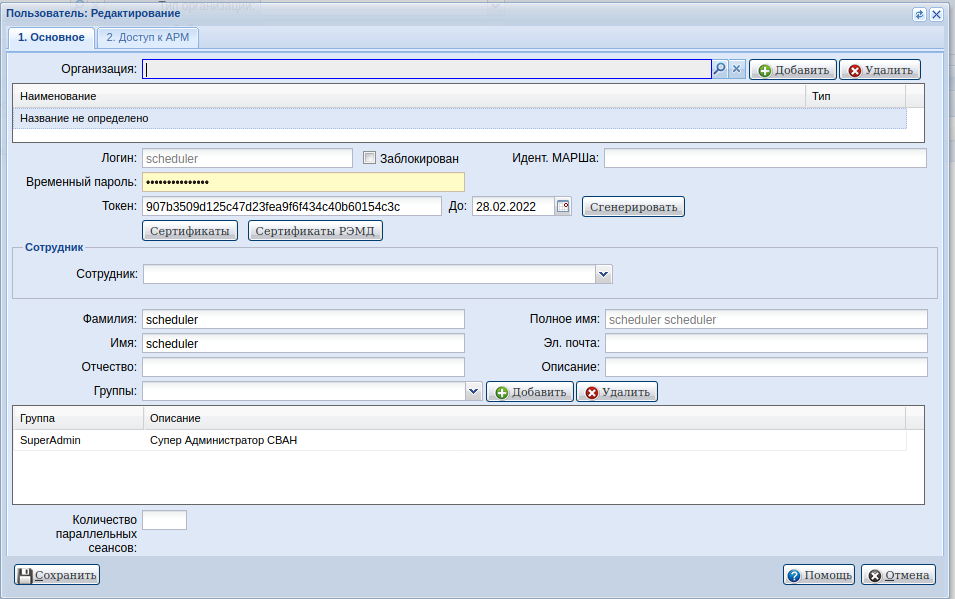 Пользователь: Редактирование
1. Основное 2. Доступ к АРМ
Организация: Добавить Удалить
Наименование Тип
Название не определено
Логин: scheduler Заблокирован Идент. МАРШа:
Временный пароль: •••••••••••••••
Токен: 907b3509d125c47d23fea9f6f434c40b60154c3c До: 28.02.2022 Сгенерировать
Сертификаты Сертификаты РЭМД
Сотрудник
Сотрудник:
Фамилия: scheduler Полное имя: scheduler scheduler
Имя: scheduler Эл. почта:
Отчество: Описание:
Группы: Добавить Удалить
Группа Описание
SuperAdmin Супер Администратор СВАН
Количество
параллельных
сеансов:
Сохранить Помощь Отмена